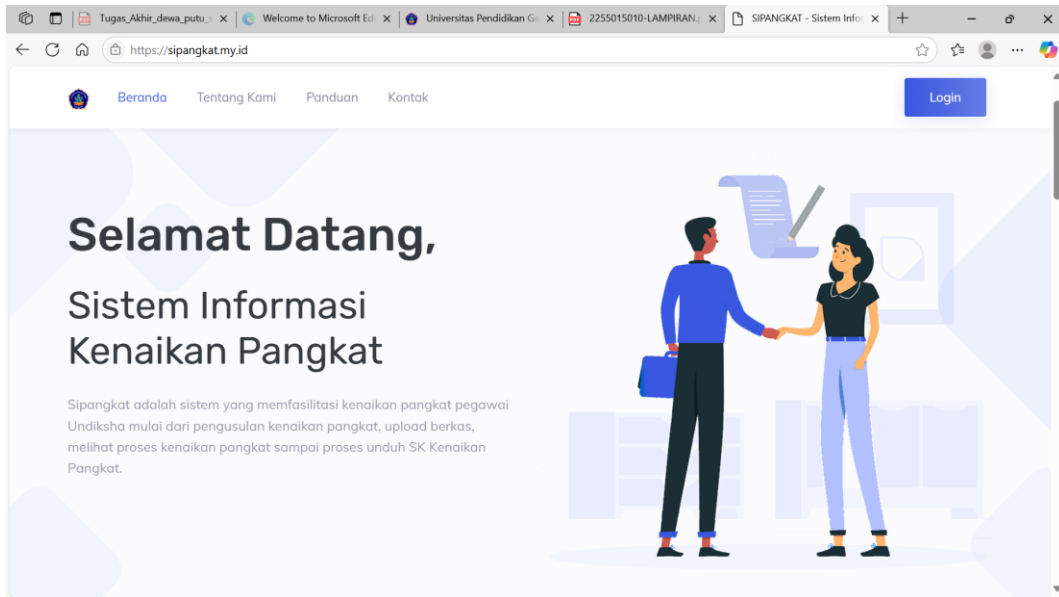 Tugas_Akhir_dewa_putu_
Welcome to Microsoft Ed
Universitas Pendidikan Ga
2255015010-LAMPIRAN.
SIPANGKAT - Sistem Infor
https://sipangkat.my.id
Beranda Tentang Kami Panduan Kontak Login
Selamat Datang,
Sistem Informasi
Kenaikan Pangkat
Sipangkat adalah sistem yang memfasilitasi kenaikan pangkat pegawai
Undiksha mulai dari pengusulan kenaikan pangkat, upload berkas,
melihat proses kenaikan pangkat sampai proses unduh SK Kenaikan
Pangkat.